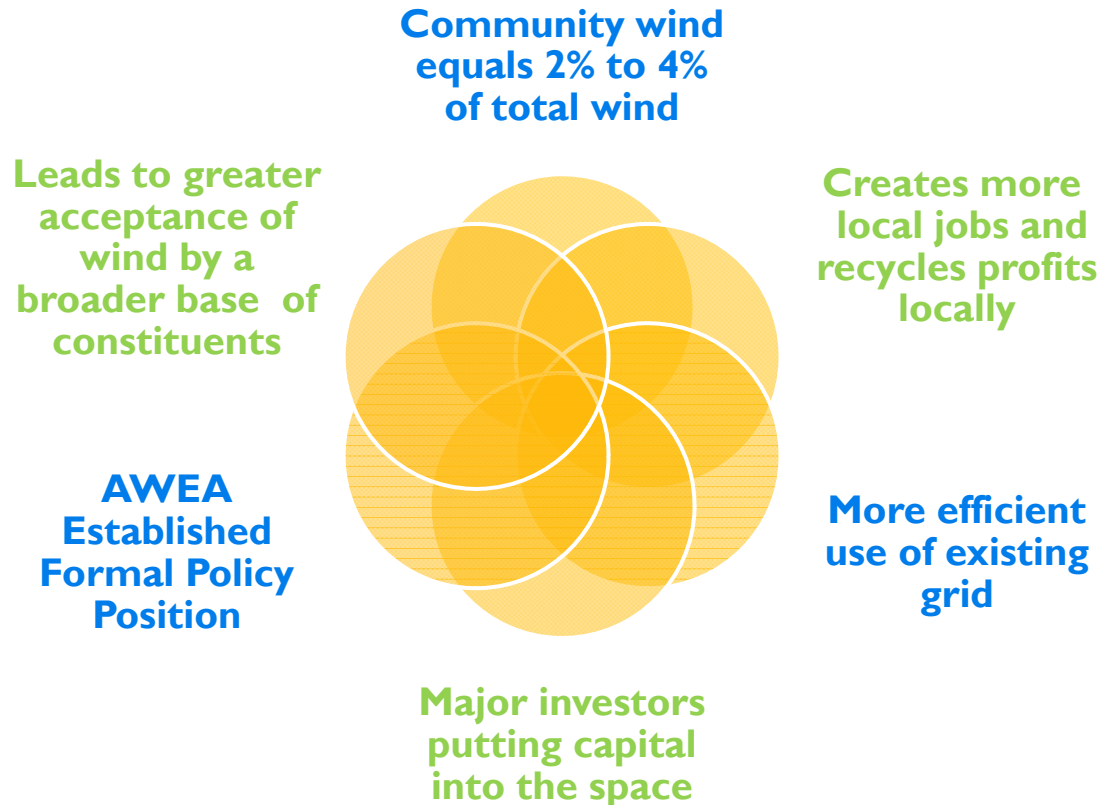 Community wind
equals 2% to 4%
of total wind
Leads to greater
acceptance of
wind by a
broader base of
constituents
Creates more
local jobs and
recycles profits
locally
AWEA
Established
Formal Policy
Position
More efficient
use of existing
grid
Major investors
putting capital
into the space